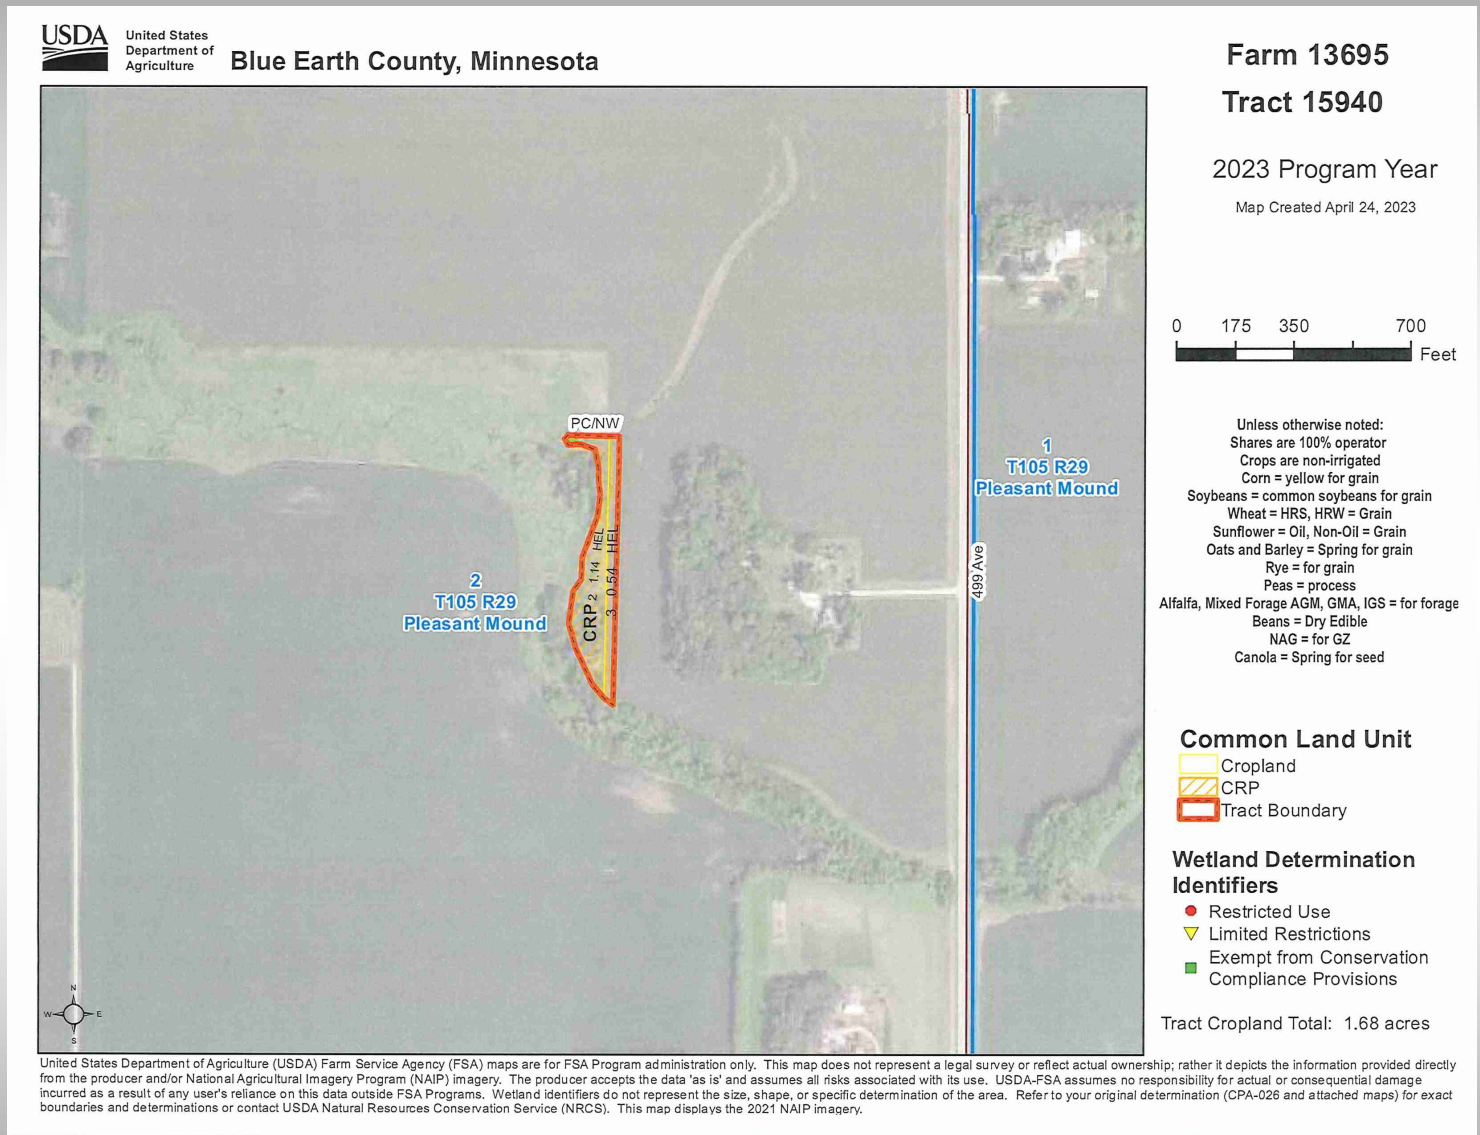 USDA
United States
Department of
Agriculture
Blue Earth County, Minnesota
Farm 13695
Tract 15940
2023 Program Year
Map Created April 24, 2023
0 175 350 700
Feet
Unless otherwise noted:
Shares are 100% operator
Crops are non-irrigated
Corn = yellow for grain
Soybeans = common soybeans for grain
Wheat = HRS, HRW = Grain
Sunflower = Oil, Non-Oil = Grain
Oats and Barley = Spring for grain
Rye = for grain
Peas = process
Alfalfa, Mixed Forage AGM, GMA, IGS = for forage
Beans = Dry Edible
NAG = for GZ
Canola = Spring for seed
Common Land Unit
Cropland
CRP
Tract Boundary
Wetland Determination
Identifiers
Restricted Use
Limited Restrictions
Exempt from Conservation
Compliance Provisions
Tract Cropland Total: 1.68 acres
PC/NW
CRP 2 1.14 HEL
3 0.54 HEL
1
T105 R29
Pleasant Mound
2
T105 R29
Pleasant Mound
499 Ave
N
W E
S
United States Department of Agriculture (USDA) Farm Service Agency (FSA) maps are for FSA Program administration only. This map does not represent a legal survey or reflect actual ownership; rather it depicts the information provided directly
from the producer and/or National Agricultural Imagery Program (NAIP) imagery. The producer accepts the data 'as is' and assumes all risks associated with its use. USDA-FSA assumes no responsibility for actual or consequential damage
incurred as a result of any user's reliance on this data outside FSA Programs. Wetland identifiers do not represent the size, shape, or specific determination of the area. Refer to your original determination (CPA-026 and attached maps) for exact
boundaries and determinations or contact USDA Natural Resources Conservation Service (NRCS). This map displays the 2021 NAIP imagery.